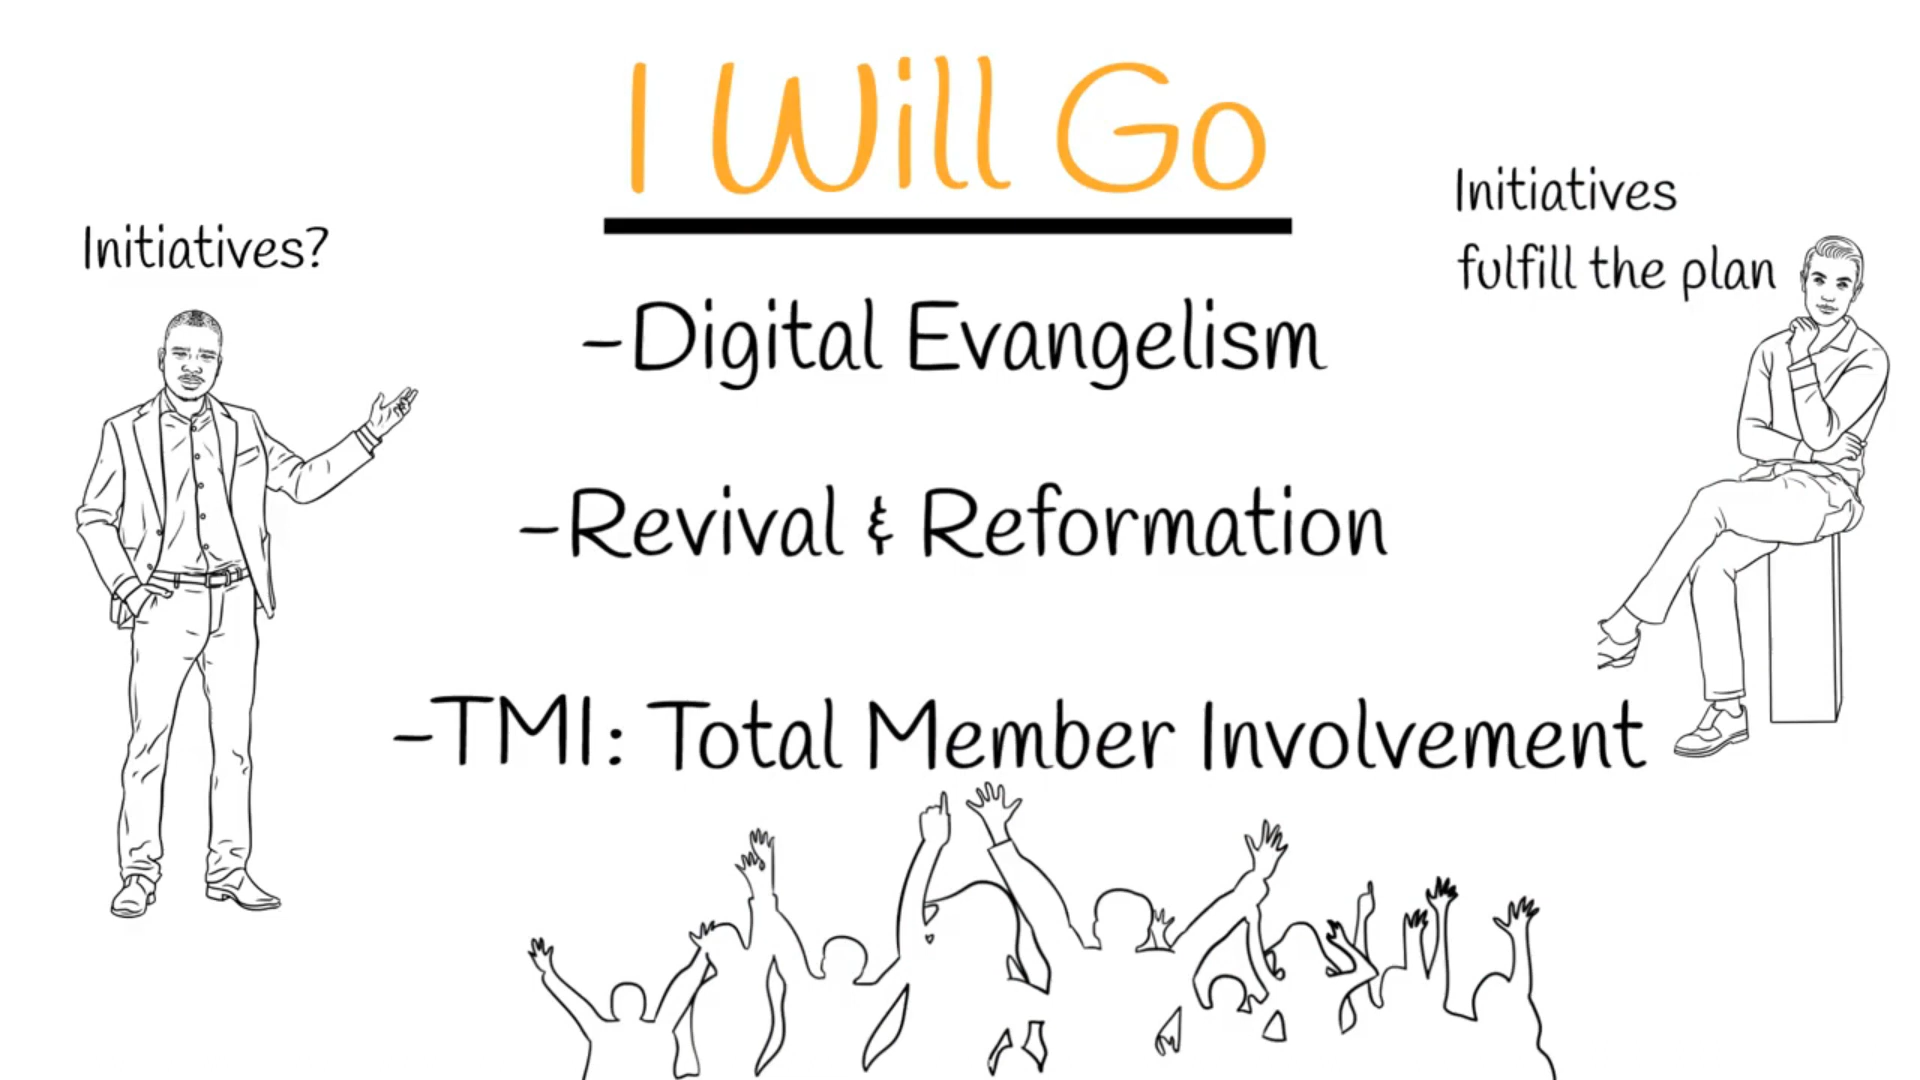 I Will Go
Initiatives?
Initiatives
fulfill the plan
-Digital Evangelism
-Revival & Reformation
-TMI: Total Member Involvement